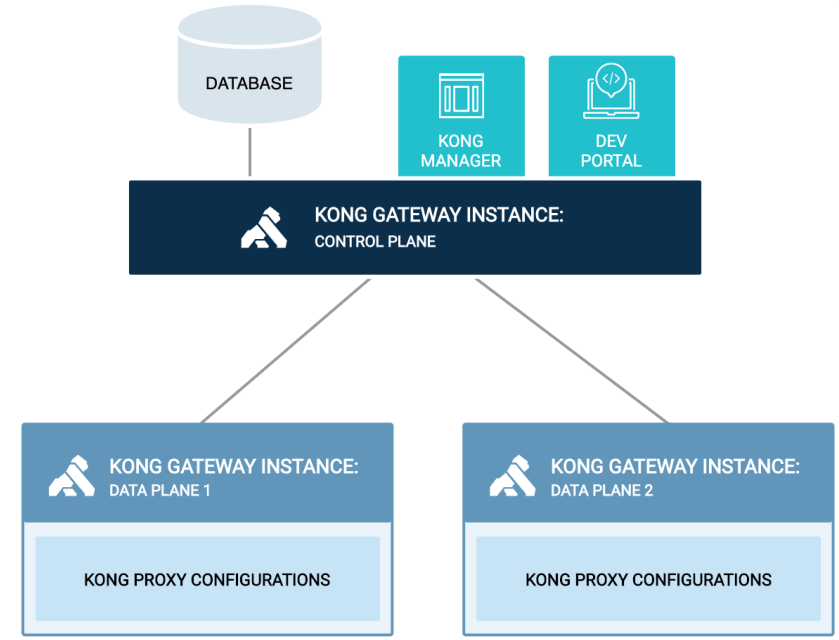 DATABASE
KONG
MANAGER
DEV
PORTAL
KONG GATEWAY INSTANCE:
CONTROL PLANE
KONG GATEWAY INSTANCE:
DATA PLANE 1
KONG PROXY CONFIGURATIONS
KONG GATEWAY INSTANCE:
DATA PLANE 2
KONG PROXY CONFIGURATIONS